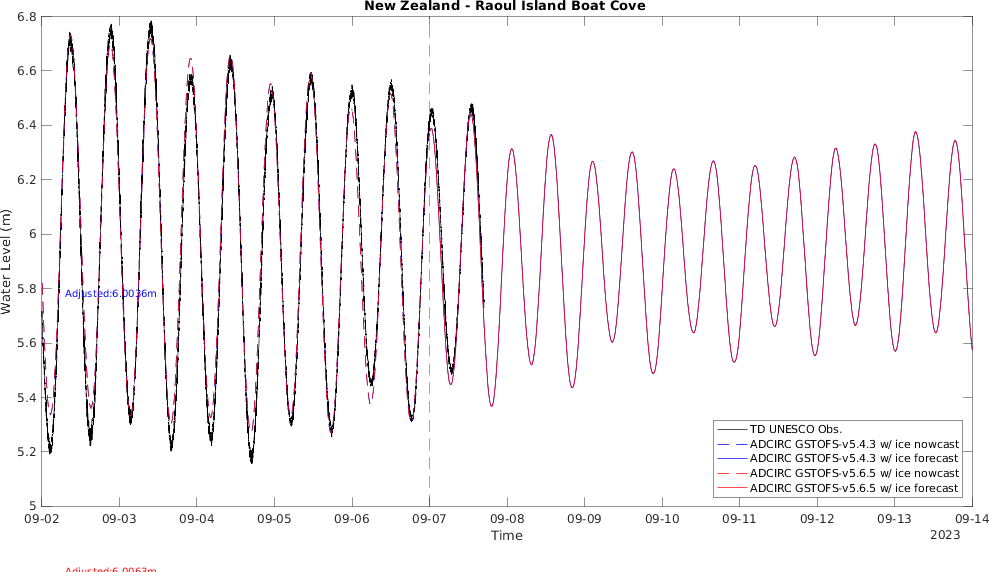 New Zealand - Raoul Island Boat Cove
6.8
6.6
6.4
6.2
6
5.8
5.6
5.4
5.2
5
Water Level (m)
Adjusted:6.0036m
TD UNESCO Obs.
ADCIRC GSTOFS-v5.4.3 w/ ice nowcast
ADCIRC GSTOFS-v5.4.3 w/ ice forecast
ADCIRC GSTOFS-v5.6.5 w/ ice nowcast
ADCIRC GSTOFS-v5.6.5 w/ ice forecast
09-02 09-03 09-04 09-05 09-06 09-07 09-08 09-09 09-10 09-11 09-12 09-13 09-14
Time
2023
Adjusted:6.0063m